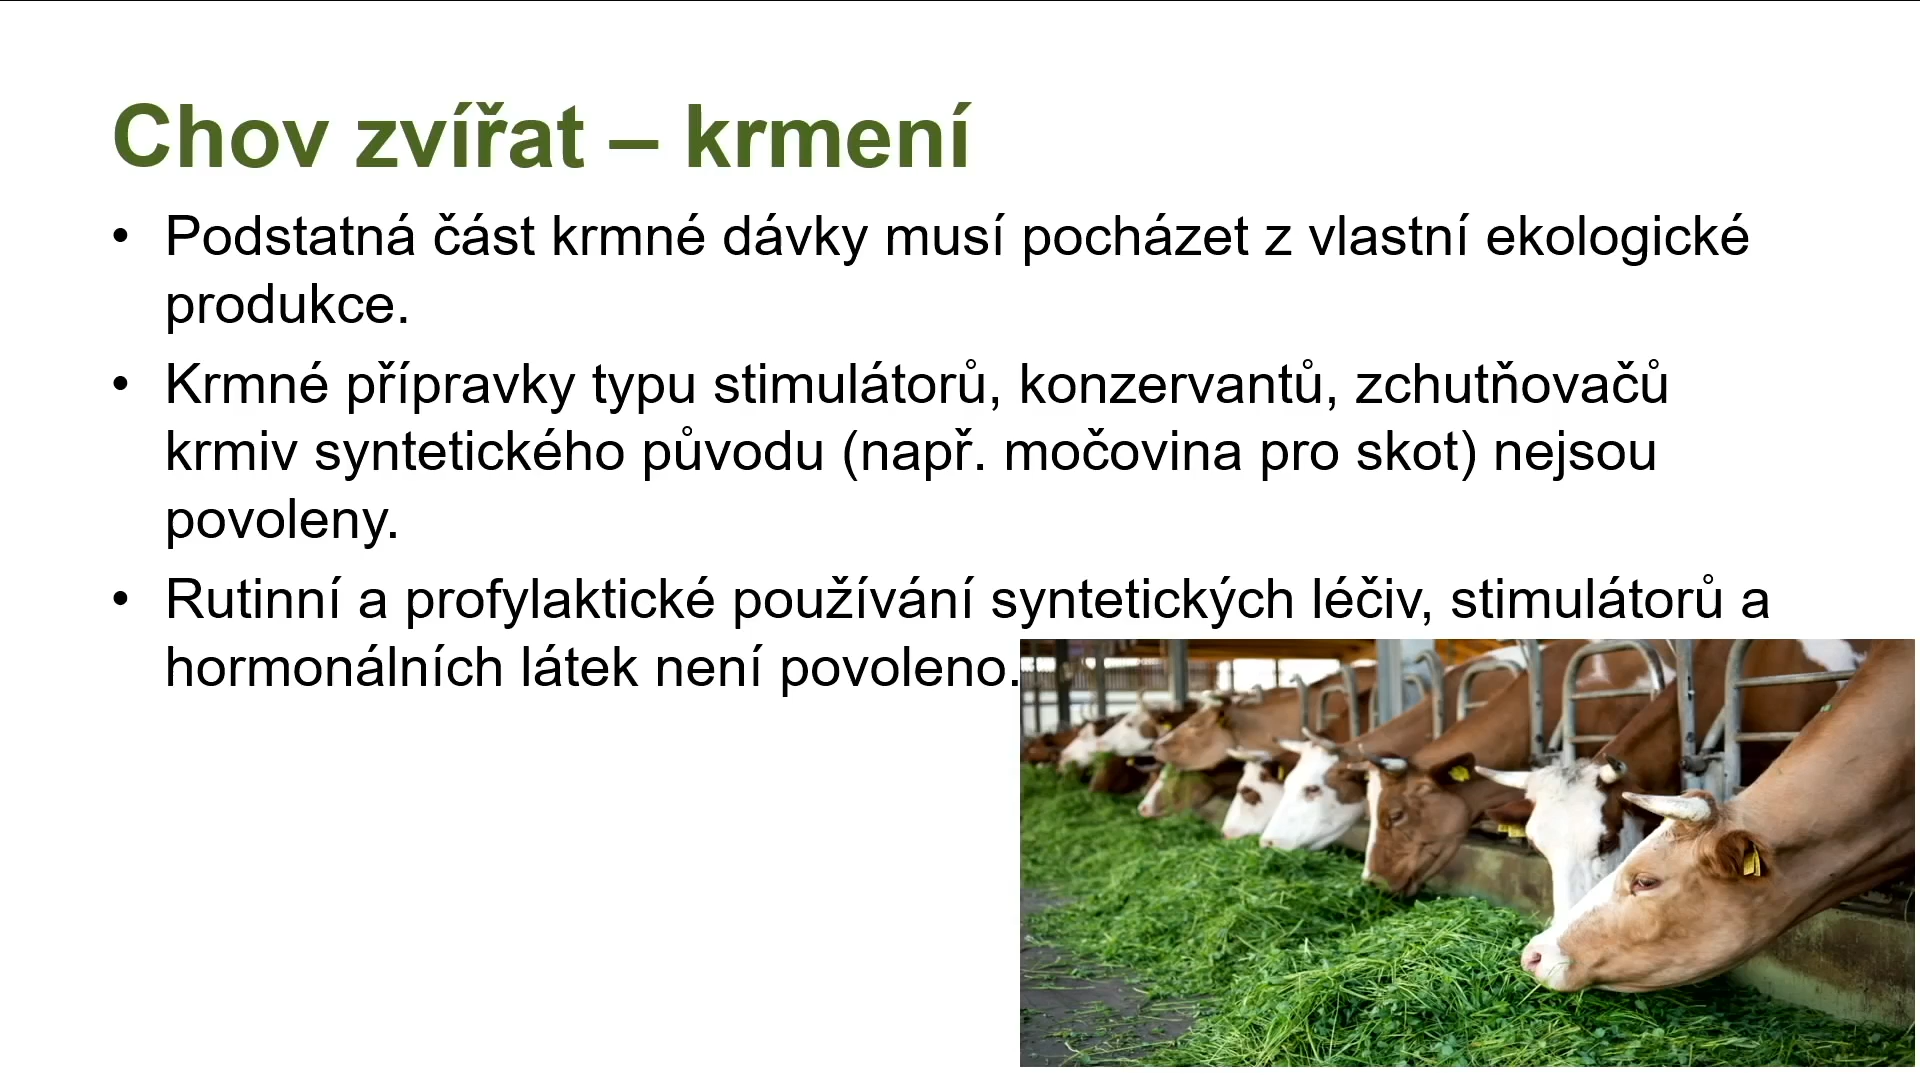 Chov zvířat – krmení
• Podstatná část krmné dávky musí pocházet z vlastní ekologické
produkce.
• Krmné přípravky typu stimulátorů, konzervantů, zchutňovačů
krmiv syntetického původu (např. močovina pro skot) nejsou
povoleny.
• Rutinní a profylaktické používání syntetických léčiv, stimulátorů a
hormonálních látek není povoleno.